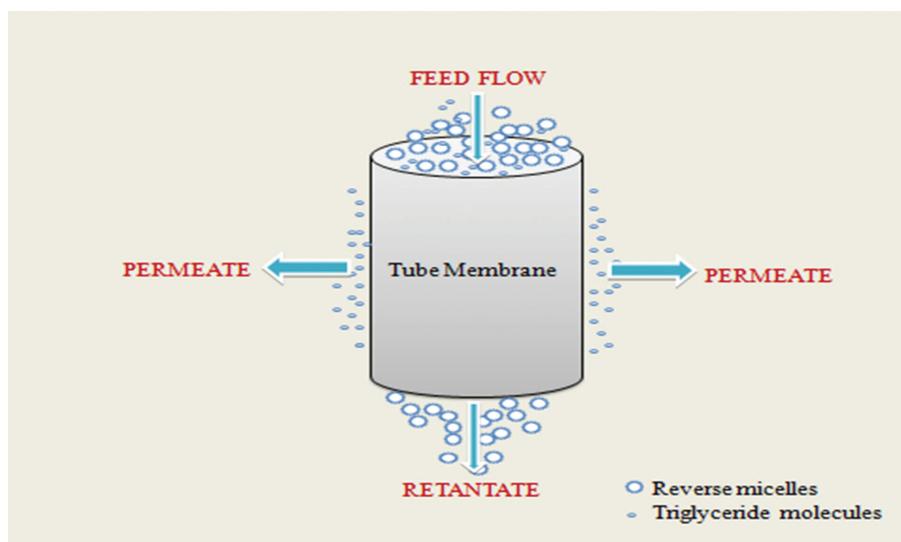 FEED FLOW
Tube Membrane
PERMEATE
PERMEATE
RETANTATE
Reverse micelles
Triglyceride molecules